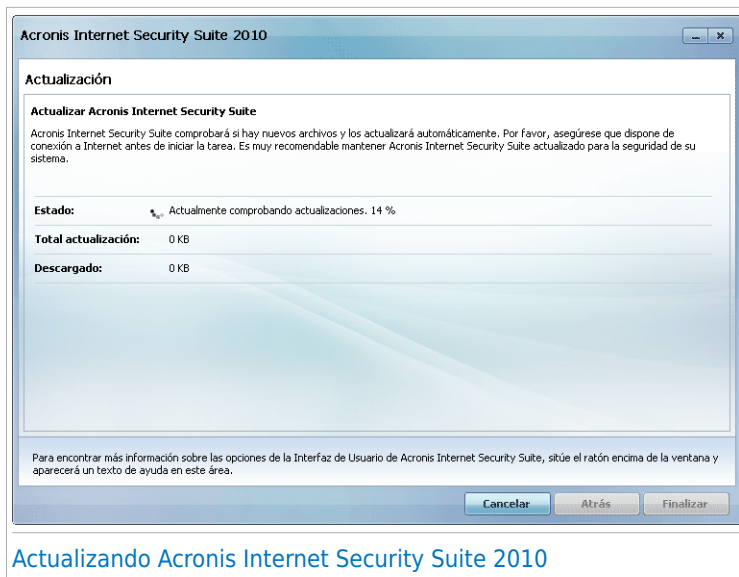 Acronis Internet Security Suite 2010
Actualización
Actualizar Acronis Internet Security Suite
Acronis Internet Security Suite comprobará si hay nuevos archivos y los actualizará automáticamente. Por favor, asegúrese que dispone de
conexión a Internet antes de iniciar la tarea. Es muy recomendable mantener Acronis Internet Security Suite actualizado para la seguridad de su
sistema.
Estado: Actualmente comprobando actualizaciones. 14 %
Total actualización: 0 KB
Descargado: 0 KB
Para encontrar más información sobre las opciones de la Interfaz de Usuario de Acronis Internet Security Suite, sitúe el ratón encima de la ventana y
aparecerá un texto de ayuda en este área.
Cancelar Atrás Finalizar
Actualizando Acronis Internet Security Suite 2010